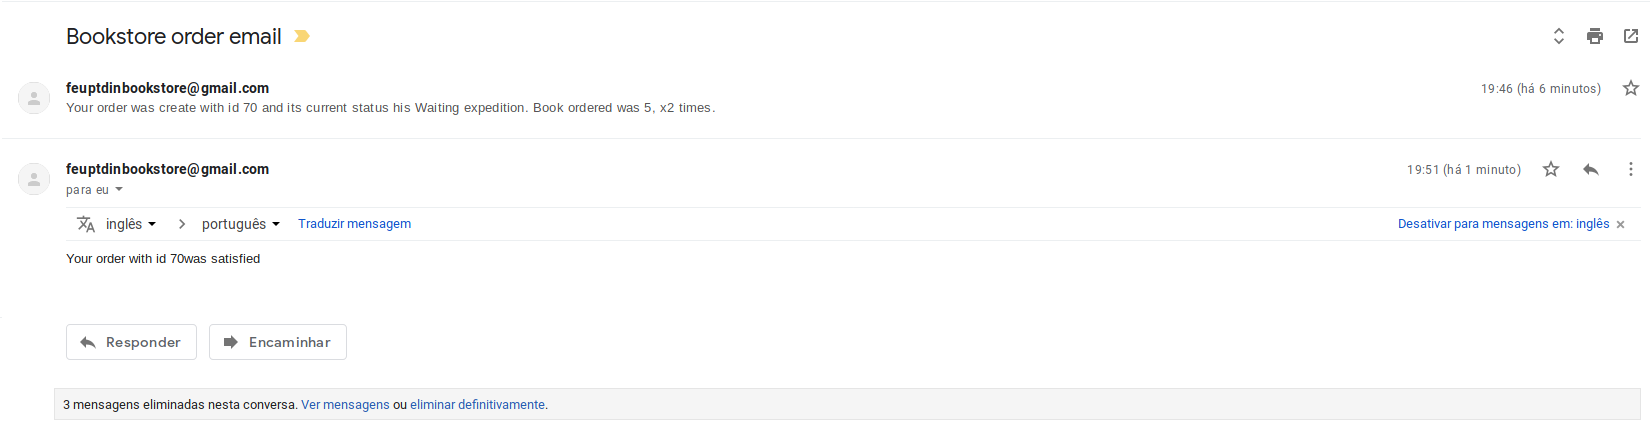 Bookstore order email
feuptdinbookstore@gmail.com 19:46 (há 6 minutos)
Your order was create with id 70 and its current status his Waiting expedition. Book ordered was 5, x2 times.
feuptdinbookstore@gmail.com 19:51 (há 1 minuto)
para eu
inglês português Traduzir mensagem Desativar para mensagens em: inglês
Your order with id 70was satisfied
Responder Encaminhar
3 mensagens eliminadas nesta conversa. Ver mensagens ou eliminar definitivamente.